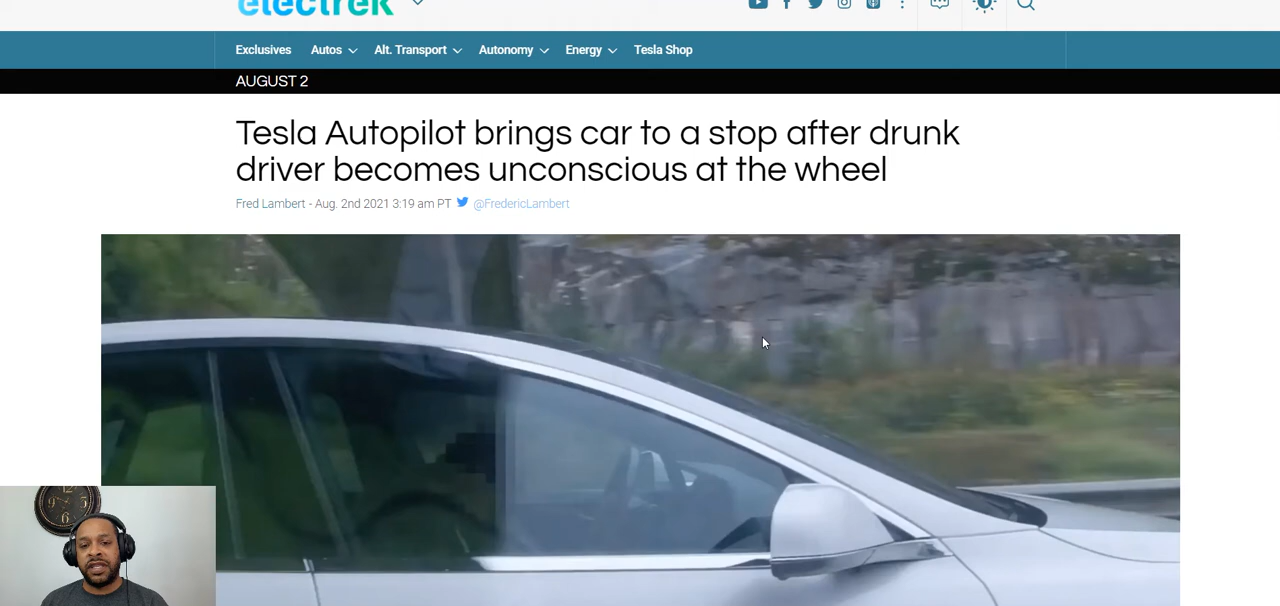 electrek
Exclusives Autos Alt. Transport Autonomy Energy Tesla Shop
AUGUST 2
Tesla Autopilot brings car to a stop after drunk
driver becomes unconscious at the wheel
Fred Lambert - Aug. 2nd 2021 3:19 am PT @FredericLambert